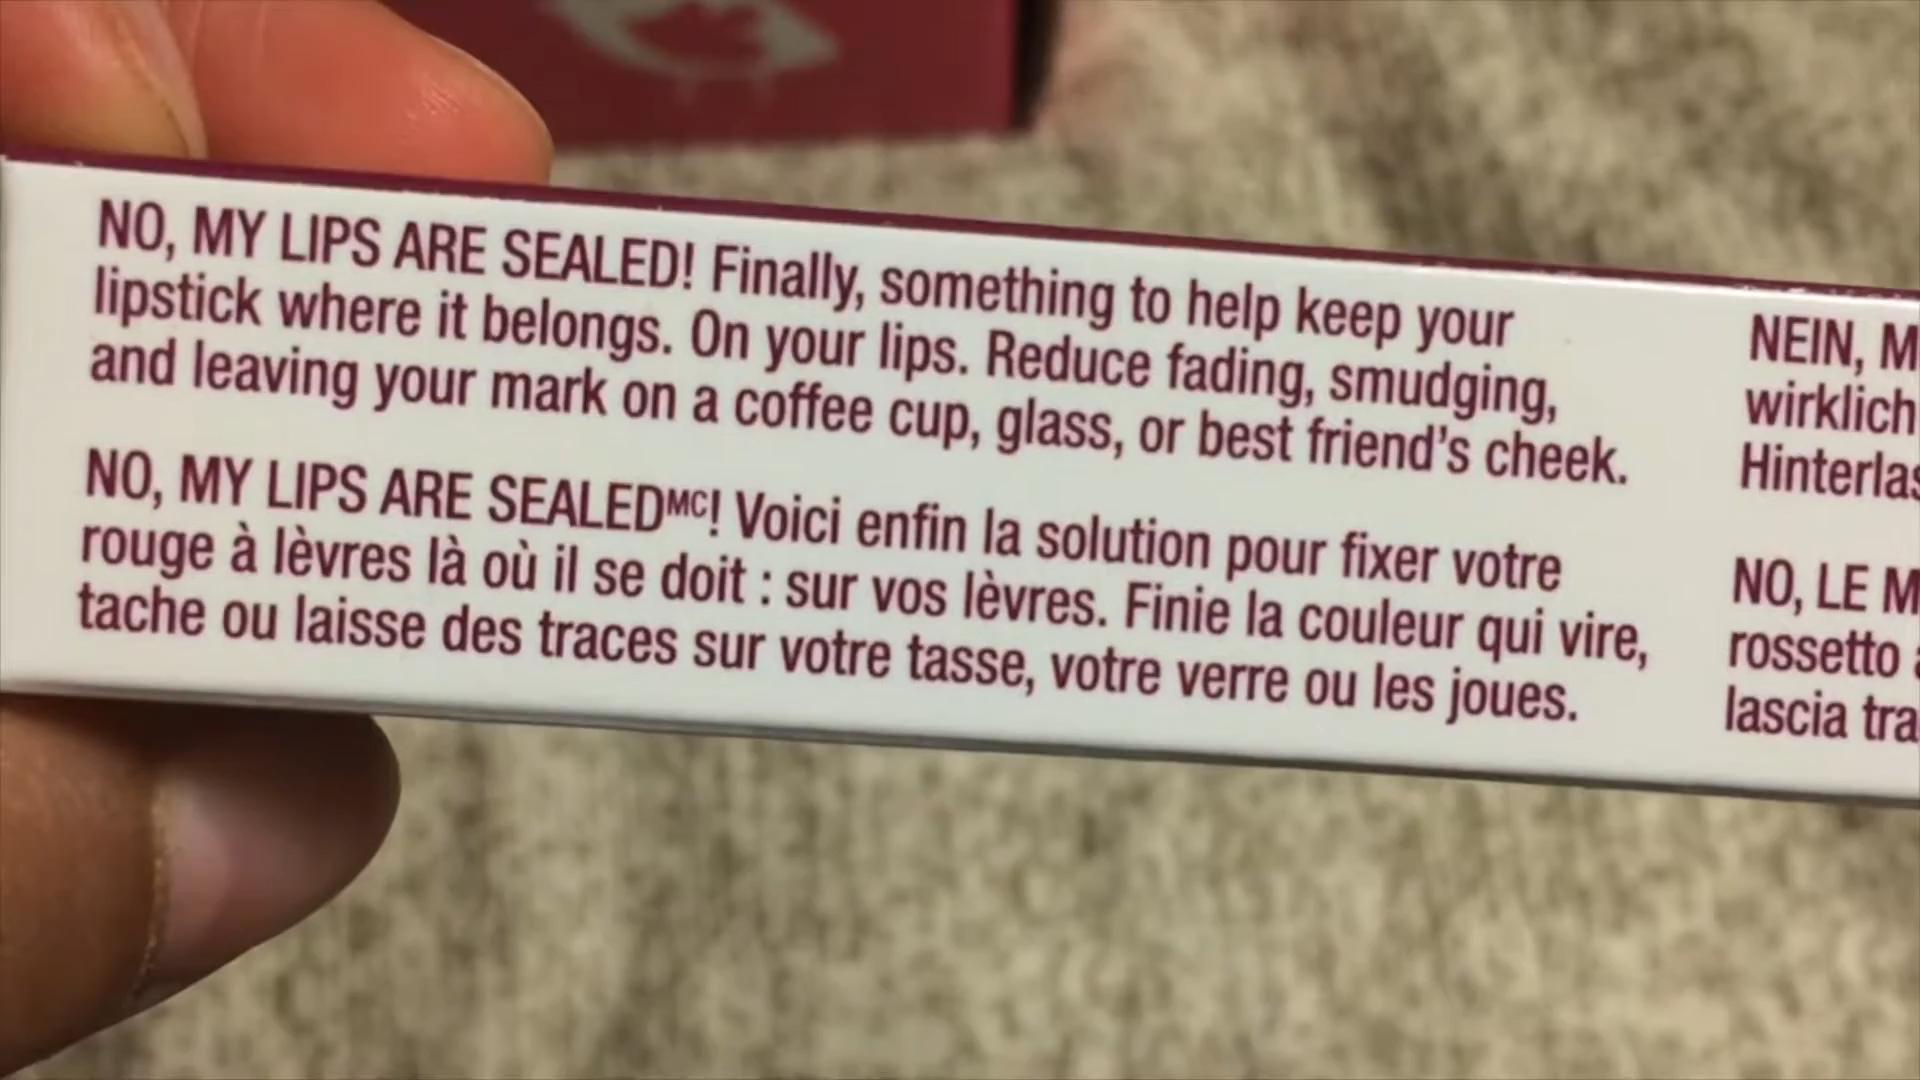 NO, MY LIPS ARE SEALED! Finally, something to help keep your
lipstick where it belongs. On your lips. Reduce fading, smudging,
and leaving your mark on a coffee cup, glass, or best friend's cheek.
NO, MY LIPS ARE SEALEDᴹᶜ! Voici enfin la solution pour fixer votre
rouge à lèvres là où il se doit : sur vos lèvres. Finie la couleur qui vire,
tache ou laisse des traces sur votre tasse, votre verre ou les joues.
NEIN, M
wirklich
Hinterlas
NO, LE M
rossetto a
lascia tra